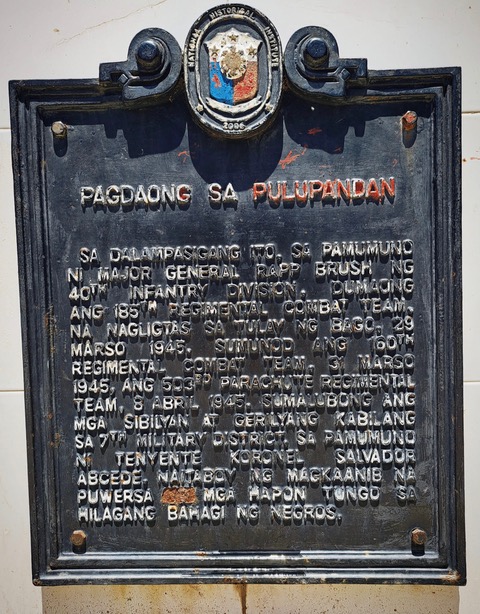 NATIONAL HISTORICAL INSTITUTE
2006
PAGDAONG SA PULUPANDAN
SA DALAMPASIGANG ITO, SA PAMUMUNO
NI MAJOR GENERAL RAPP BRUSH NG
40TH INFANTRY DIVISION, DUMAONG
ANG 185TH REGIMENTAL COMBAT TEAM,
NA NAGLIGTAS SA TULAY NG BAGO, 29
MARSO 1945. SUMUNOD ANG 160TH
REGIMENTAL COMBAT TEAM, 31 MARSO
1945, ANG 503RD PARACHUTE REGIMENTAL
TEAM, 8 ABRIL 1945. SUMALUBONG ANG
MGA SIBILYAN AT GERILYANG KABILANG
SA 7TH MILITARY DISTRICT, SA PAMUMUNO
NI TENYENTE KORONEL SALVADOR
ABCEDE. NAITABOY NG MAGKAANIB NA
PUWERSA MGA HAPON TUNGO SA
HILAGANG BAHAGI NG NEGROS.